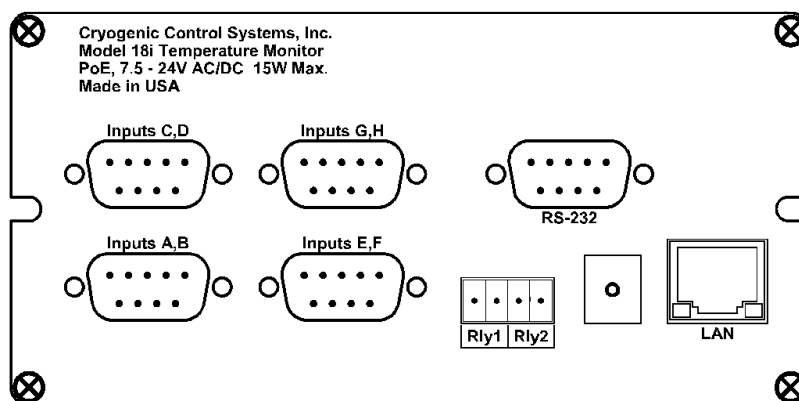 Cryogenic Control Systems, Inc.
Model 18i Temperature Monitor
PoE, 7.5 - 24V AC/DC  15W Max.
Made in USA
Inputs C,D
Inputs G,H
RS-232
Inputs A,B
Inputs E,F
Rly1
Rly2
LAN